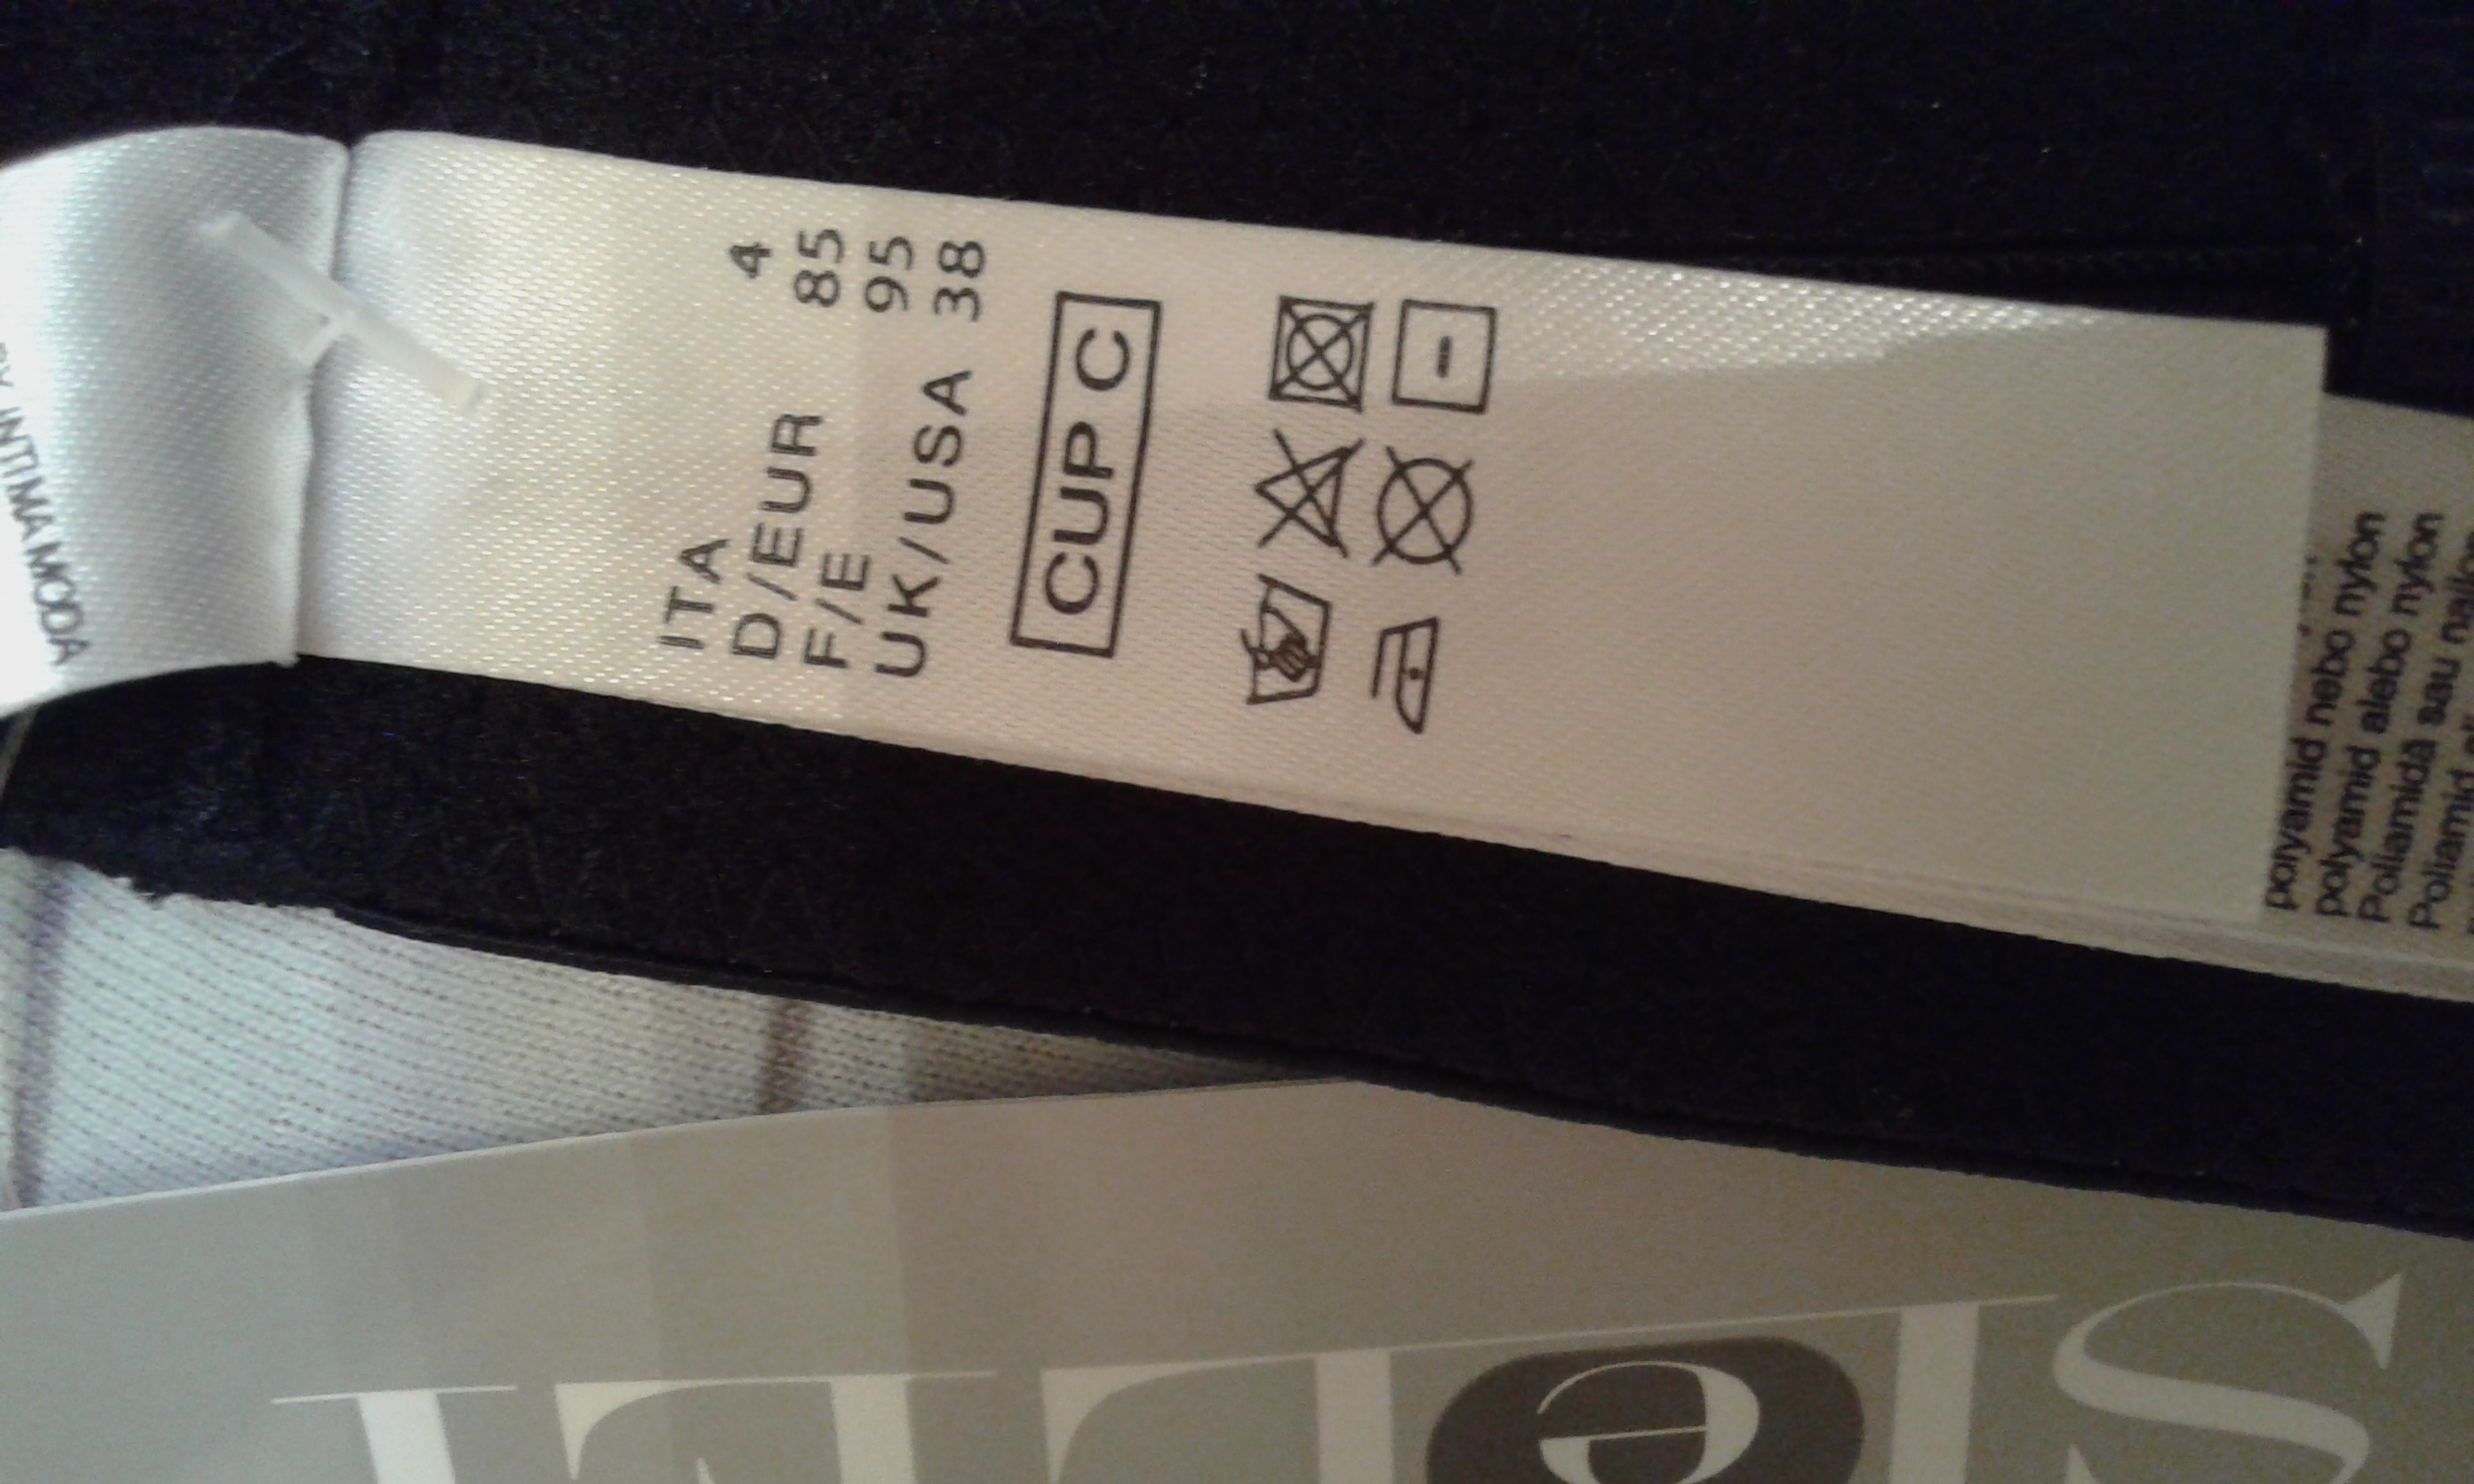 INTIMA MODA
ITA 4
D/EUR 85
F/E 95
UK/USA 38
CUP C
polyamid nebo nylon
polyamid alebo nylon
Poliamidă sau nailon
Poliamid